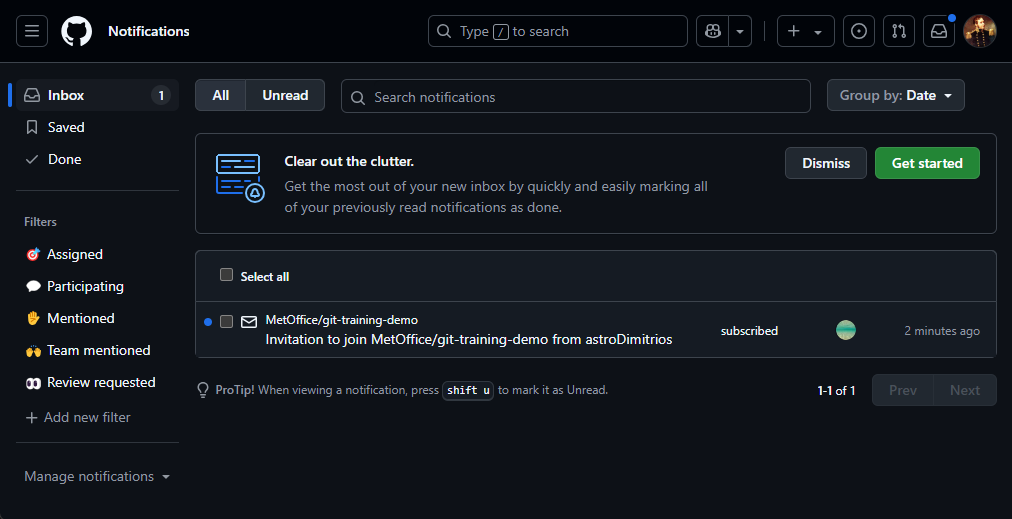 Notifications
Type / to search
Inbox
1
Saved
Done
Filters
Assigned
Participating
Mentioned
Team mentioned
Review requested
Add new filter
Manage notifications
All
Unread
Search notifications
Group by: Date
Clear out the clutter.
Get the most out of your new inbox by quickly and easily marking all
of your previously read notifications as done.
Dismiss
Get started
Select all
MetOffice/git-training-demo
Invitation to join MetOffice/git-training-demo from astroDimitrios
subscribed
2 minutes ago
ProTip! When viewing a notification, press shift u to mark it as Unread.
1-1 of 1
Prev
Next